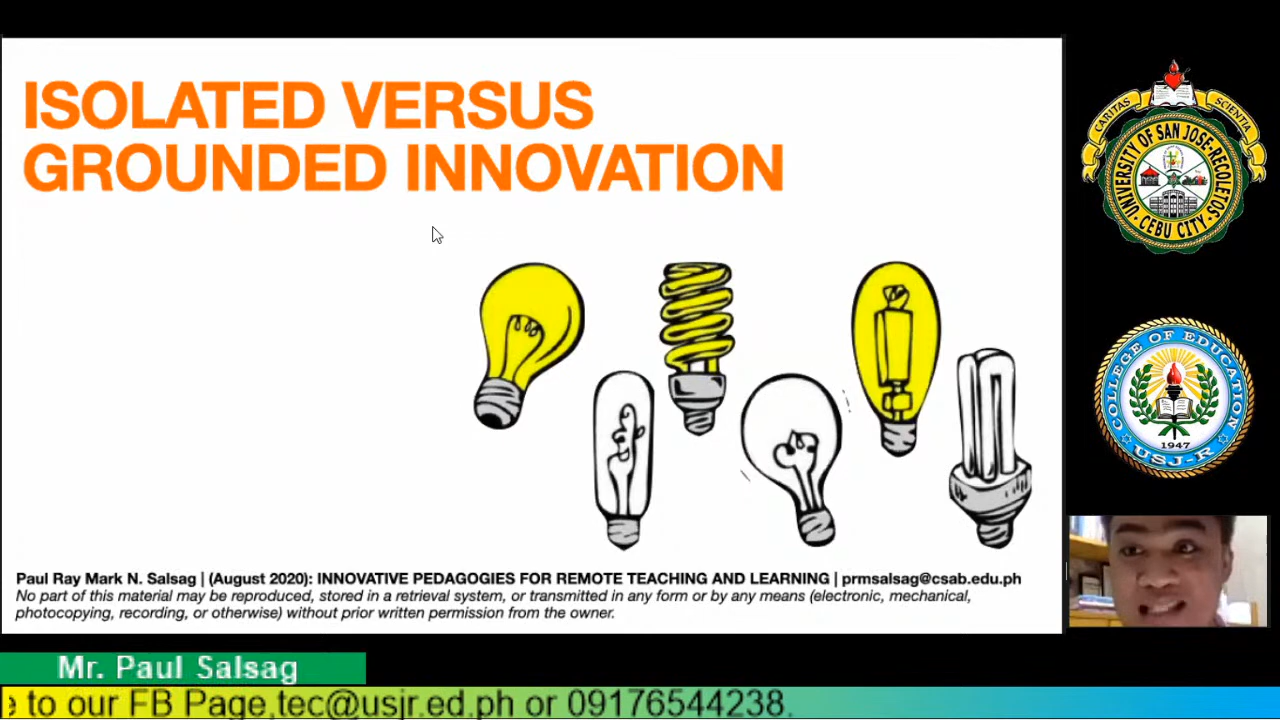 ISOLATED VERSUS
GROUNDED INNOVATION
Paul Ray Mark N. Salsag | (August 2020): INNOVATIVE PEDAGOGIES FOR REMOTE TEACHING AND LEARNING | prmsalsag@csab.edu.ph
No part of this material may be reproduced, stored in a retrieval system, or transmitted in any form or by any means (electronic, mechanical,
photocopying, recording, or otherwise) without prior written permission from the owner.
CARITAS SCIENTIA
UNIVERSITY OF SAN JOSE-RECOLETOS
CEBU CITY
COLLEGE OF EDUCATION
1947
USJ-R
Mr. Paul Salsag
e to our FB Page,tec@usjr.ed.ph or 09176544238.